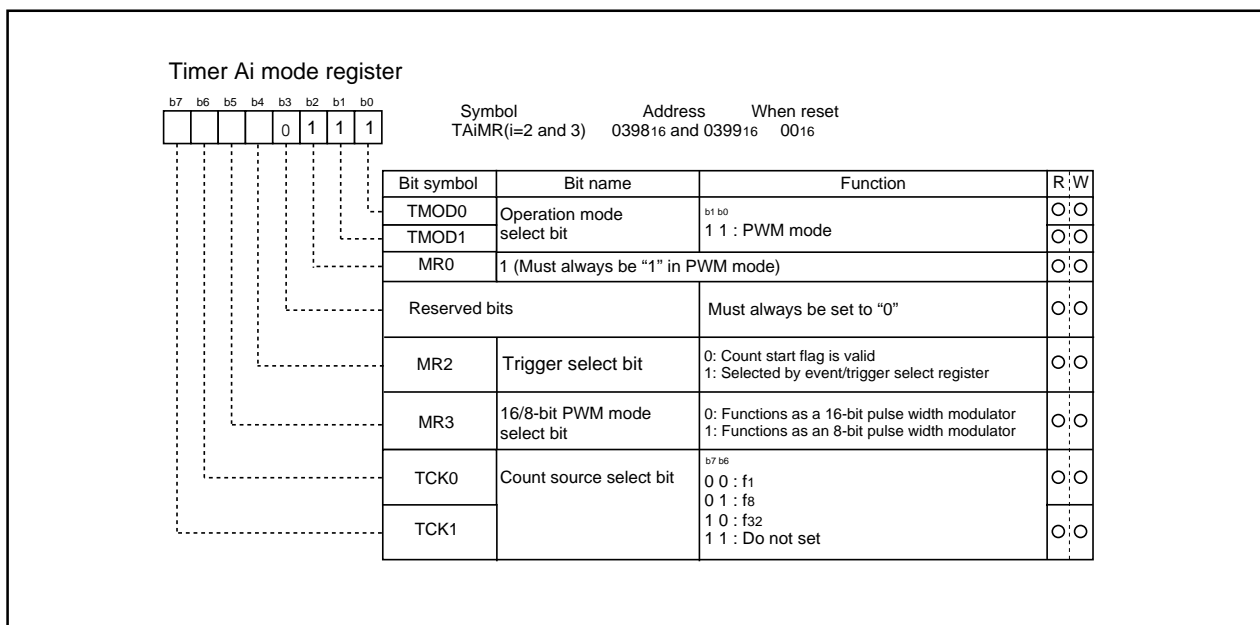 Timer Ai mode register
b7 b6 b5 b4 b3 b2 b1 b0
0 1 1 1
Symbol Address When reset
TAiMR(i=2 and 3) 039816 and 039916 0016
Bit symbol Bit name Function R W
TMOD0 Operation mode select bit b1 b0
TMOD1 1 1 : PWM mode
MR0 1 (Must always be “1” in PWM mode)
Reserved bits Must always be set to “0”
MR2 Trigger select bit 0: Count start flag is valid
1: Selected by event/trigger select register
MR3 16/8-bit PWM mode select bit 0: Functions as a 16-bit pulse width modulator
1: Functions as an 8-bit pulse width modulator
TCK0 Count source select bit b7 b6
0 0 : f1
0 1 : f8
TCK1 1 0 : f32
1 1 : Do not set